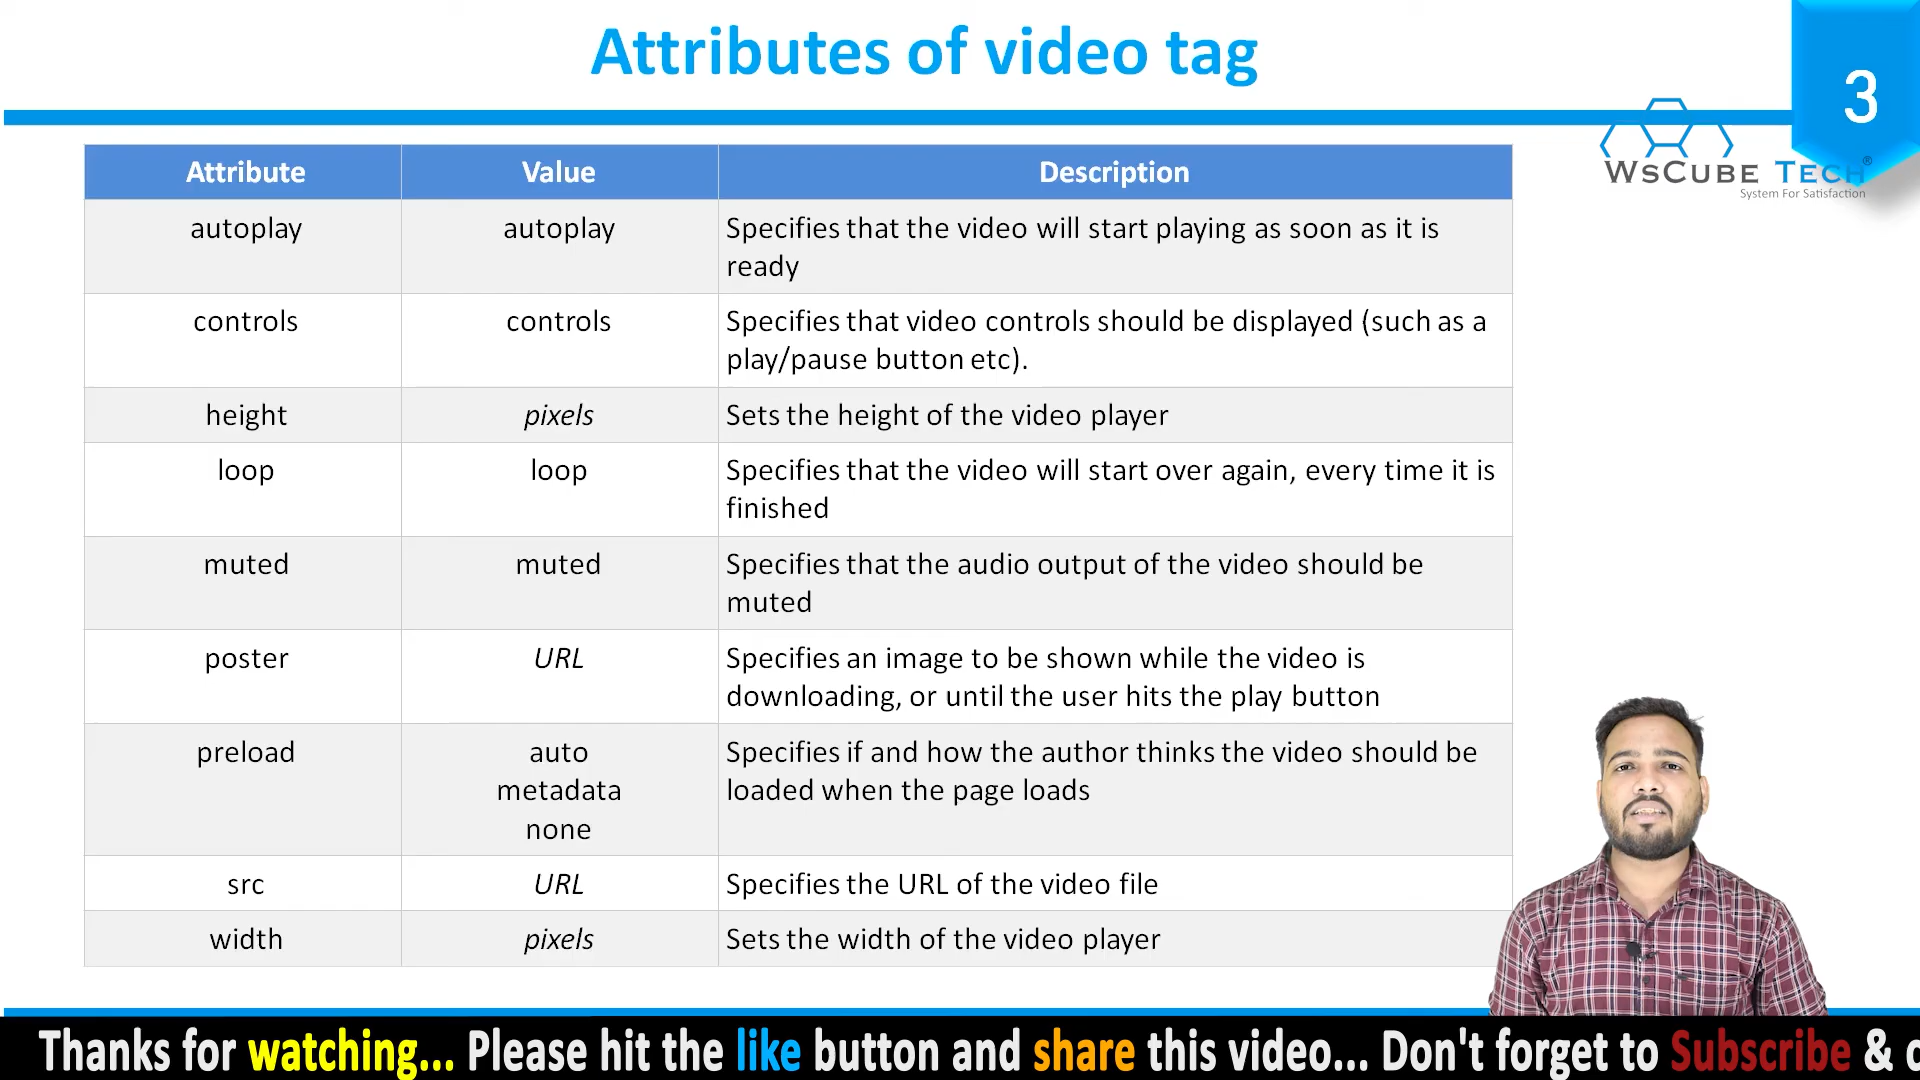 Attributes of video tag
3
WsCube Tech®
System For Satisfaction
Attribute Value Description
autoplay autoplay Specifies that the video will start playing as soon as it is
ready
controls controls Specifies that video controls should be displayed (such as a
play/pause button etc).
height pixels Sets the height of the video player
loop loop Specifies that the video will start over again, every time it is
finished
muted muted Specifies that the audio output of the video should be
muted
poster URL Specifies an image to be shown while the video is
downloading, or until the user hits the play button
preload auto Specifies if and how the author thinks the video should be
metadata loaded when the page loads
none
src URL Specifies the URL of the video file
width pixels Sets the width of the video player
Thanks for watching... Please hit the like button and share this video... Don't forget to Subscribe &